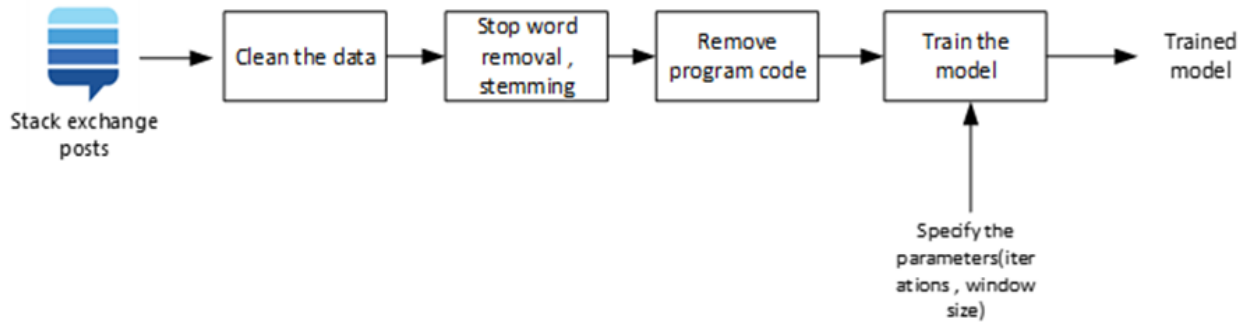 Stack exchange
posts
Clean the data
Stop word
removal ,
stemming
Remove
program code
Train the
model
Trained
model
Specify the
parameters(iter
ations , window
size)